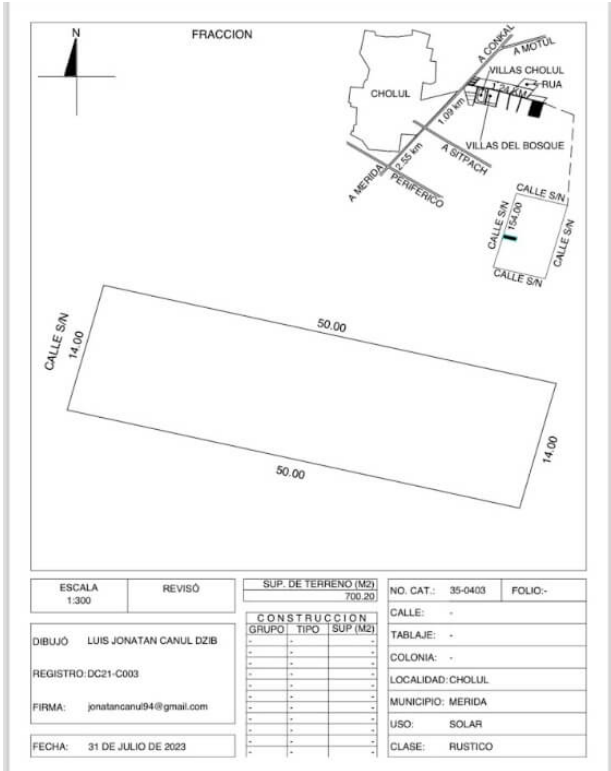 N
FRACCION
A CONKAL
A MOTUL
VILLAS CHOLUL
RUA
1.24 KM
CHOLUL
1.09 km
VILLAS DEL BOSQUE
A SITPACH
2.55 km
A MERIDA
PERIFERICO
CALLE S/N
CALLE S/N
154.00
CALLE S/N
CALLE S/N
CALLE S/N
14.00
50.00
14.00
50.00
ESCALA
1:300
REVISÓ
DIBUJÓ LUIS JONATAN CANUL DZIB
REGISTRO: DC21-C003
FIRMA: jonatancanul94@gmail.com
FECHA: 31 DE JULIO DE 2023
SUP. DE TERRENO (M2)
700.20
CONSTRUCCION
GRUPO TIPO SUP (M2)
- - -
- - -
- - -
- - -
- - -
- - -
- - -
- - -
- - -
- - -
NO. CAT.: 35-0403 FOLIO:-
CALLE: -
TABLAJE: -
COLONIA: -
LOCALIDAD: CHOLUL
MUNICIPIO: MERIDA
USO: SOLAR
CLASE: RUSTICO